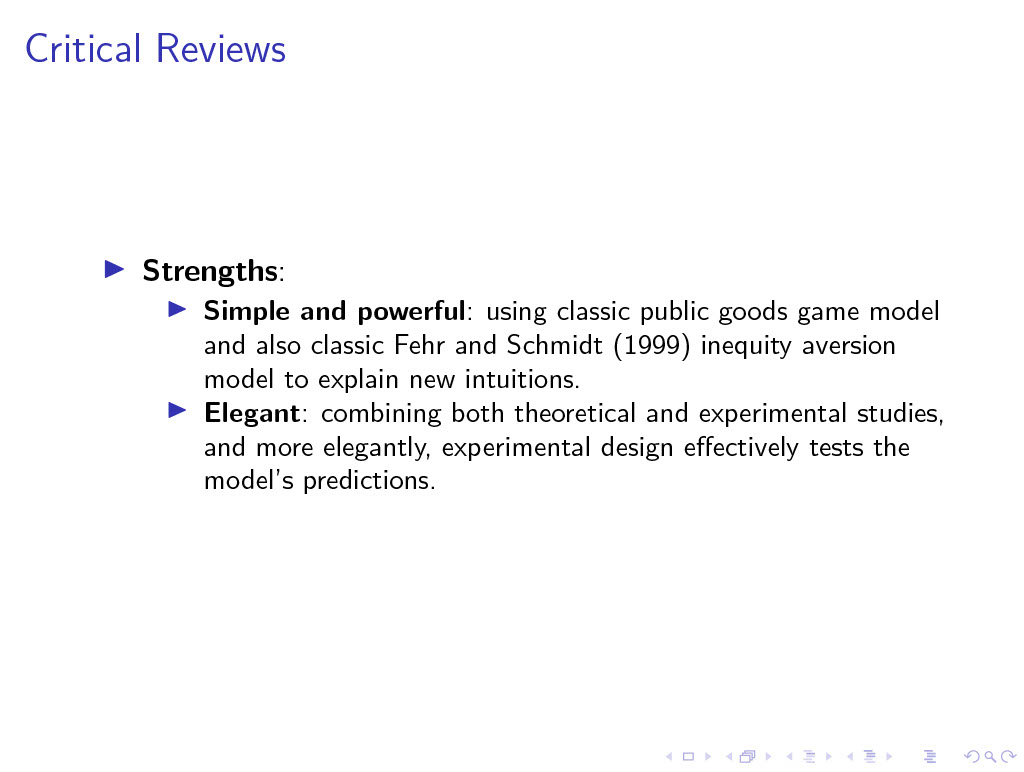 Critical Reviews
Strengths:
Simple and powerful: using classic public goods game model
and also classic Fehr and Schmidt (1999) inequity aversion
model to explain new intuitions.
Elegant: combining both theoretical and experimental studies,
and more elegantly, experimental design effectively tests the
model's predictions.